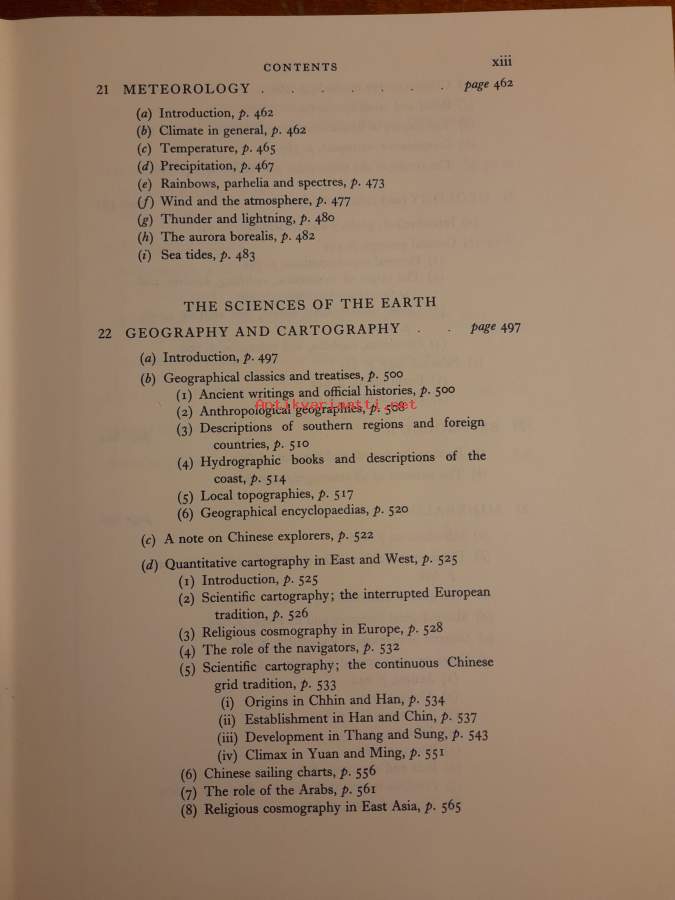 CONTENTS xiii
21 METEOROLOGY . . . . . . . page 462
(a) Introduction, p. 462
(b) Climate in general, p. 462
(c) Temperature, p. 465
(d) Precipitation, p. 467
(e) Rainbows, parhelia and spectres, p. 473
(f) Wind and the atmosphere, p. 477
(g) Thunder and lightning, p. 480
(h) The aurora borealis, p. 482
(i) Sea tides, p. 483
THE SCIENCES OF THE EARTH
22 GEOGRAPHY AND CARTOGRAPHY . . page 497
(a) Introduction, p. 497
(b) Geographical classics and treatises, p. 500
(1) Ancient writings and official histories, p. 500
Antikvariaatti.net
(2) Anthropological geographies, p. 508
(3) Descriptions of southern regions and foreign
countries, p. 510
(4) Hydrographic books and descriptions of the
coast, p. 514
(5) Local topographies, p. 517
(6) Geographical encyclopaedias, p. 520
(c) A note on Chinese explorers, p. 522
(d) Quantitative cartography in East and West, p. 525
(1) Introduction, p. 525
(2) Scientific cartography; the interrupted European
tradition, p. 526
(3) Religious cosmography in Europe, p. 528
(4) The role of the navigators, p. 532
(5) Scientific cartography; the continuous Chinese
grid tradition, p. 533
(i) Origins in Chhin and Han, p. 534
(ii) Establishment in Han and Chin, p. 537
(iii) Development in Thang and Sung, p. 543
(iv) Climax in Yuan and Ming, p. 551
(6) Chinese sailing charts, p. 556
(7) The role of the Arabs, p. 561
(8) Religious cosmography in East Asia, p. 565